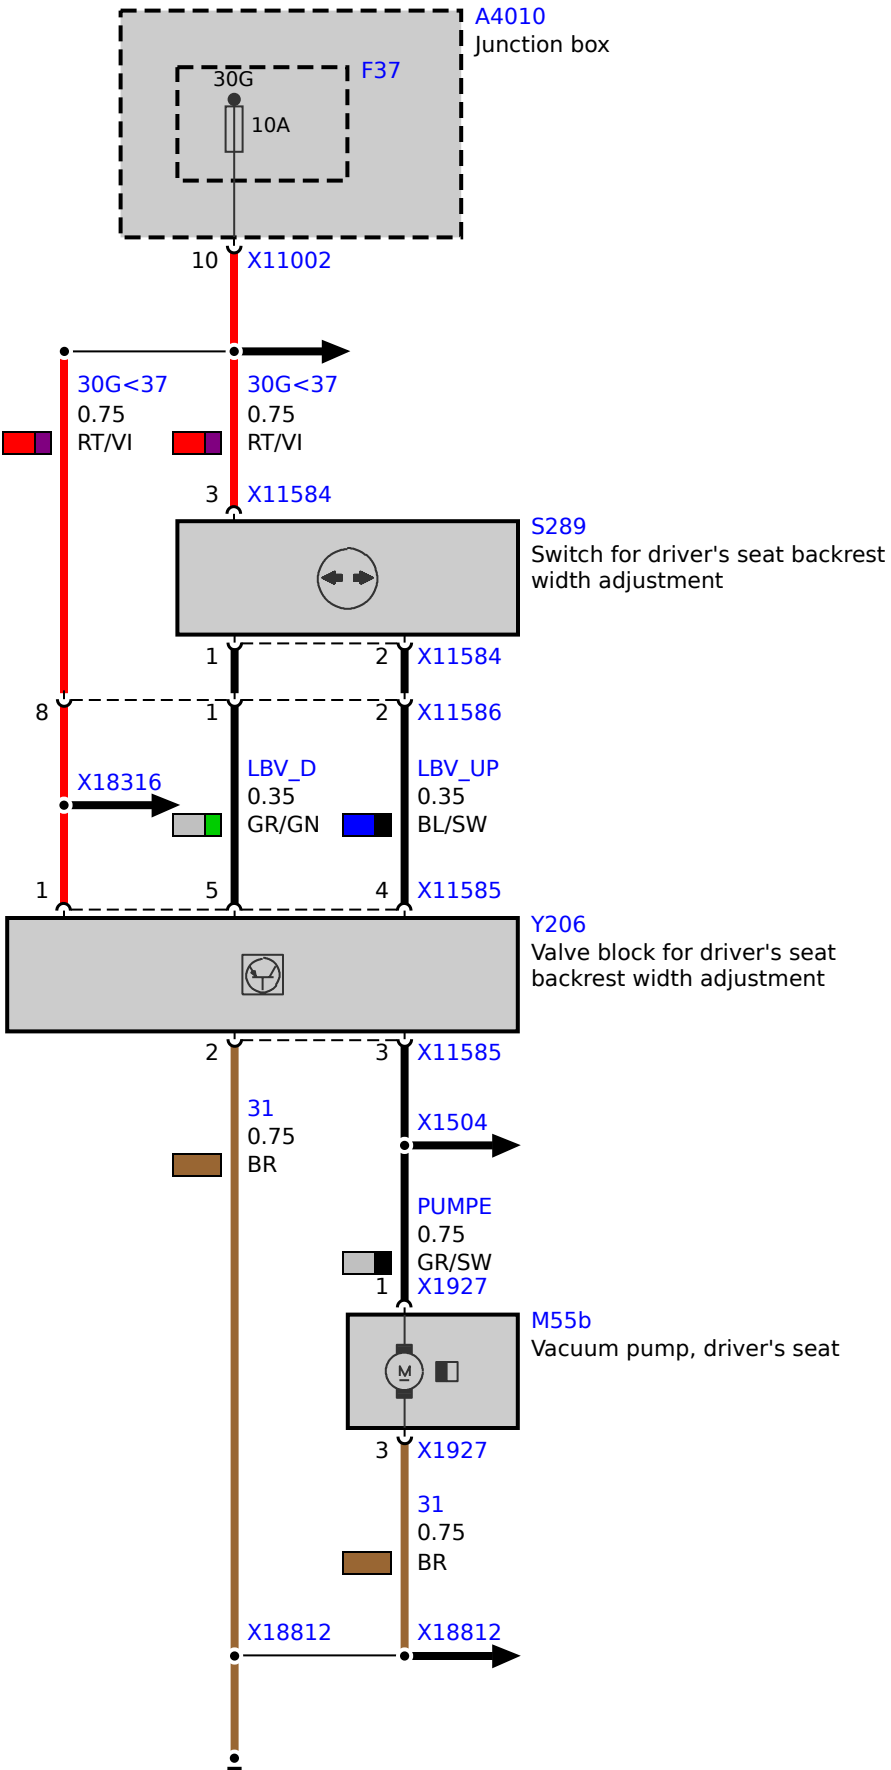 A4010
Junction box
F37
30G
10A
10 X11002
30G<37 30G<37
0.75 0.75
RT/VI RT/VI
3 X11584
S289
Switch for driver's seat backrest
width adjustment
1 2 X11584
8 1 2 X11586
LBV_D LBV_UP
X18316 0.35 0.35
GR/GN BL/SW
1 5 4 X11585
Y206
Valve block for driver's seat
backrest width adjustment
2 3 X11585
31
X1504
0.75
BR
PUMPE
0.75
GR/SW
1 X1927
M55b
Vacuum pump, driver's seat
M
3 X1927
31
0.75
BR
X18812 X18812